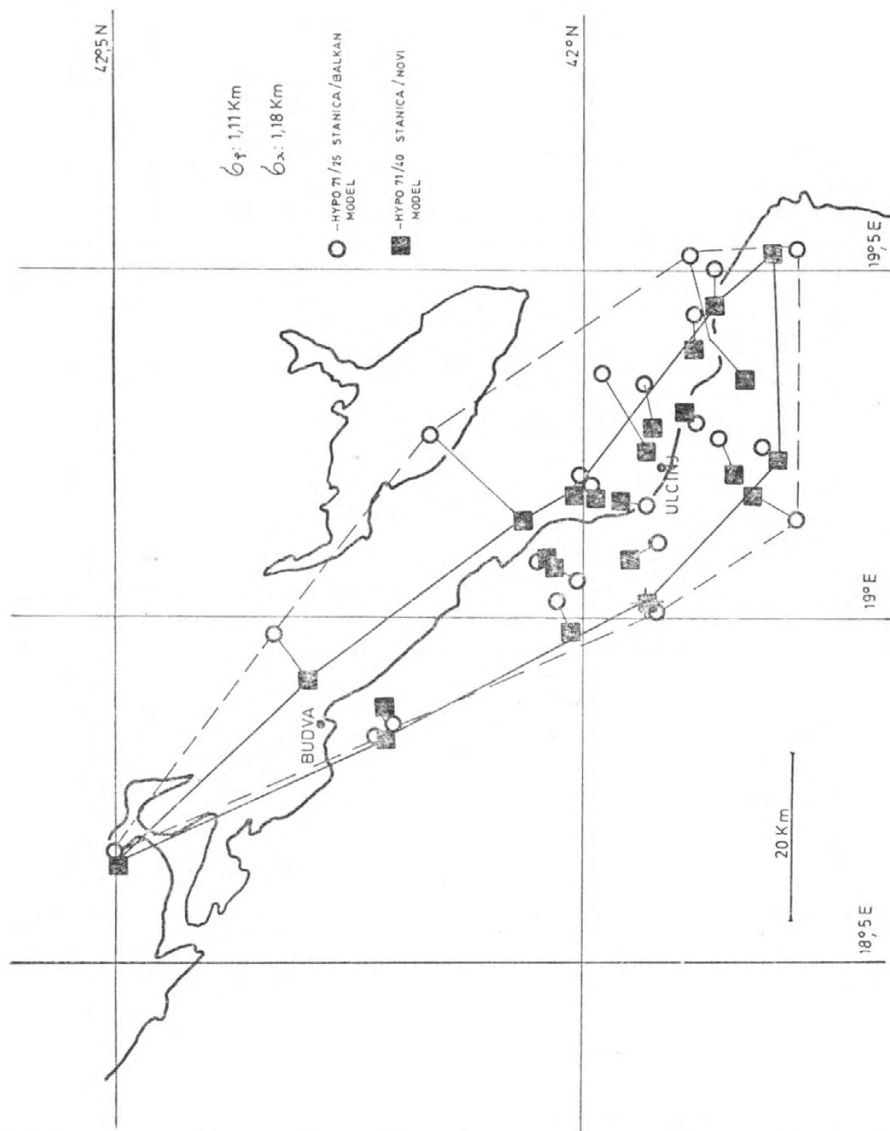 42°,5 N
42° N
σφ: 1,11 Km
σλ: 1,18 Km
-HYPO 71/25 STANICA/BALKAN
MODEL
-HYPO 71/40 STANICA/NOVI
MODEL
BUDVA
ULCINJ
20 Km
18°,5 E
19° E
19°,5 E